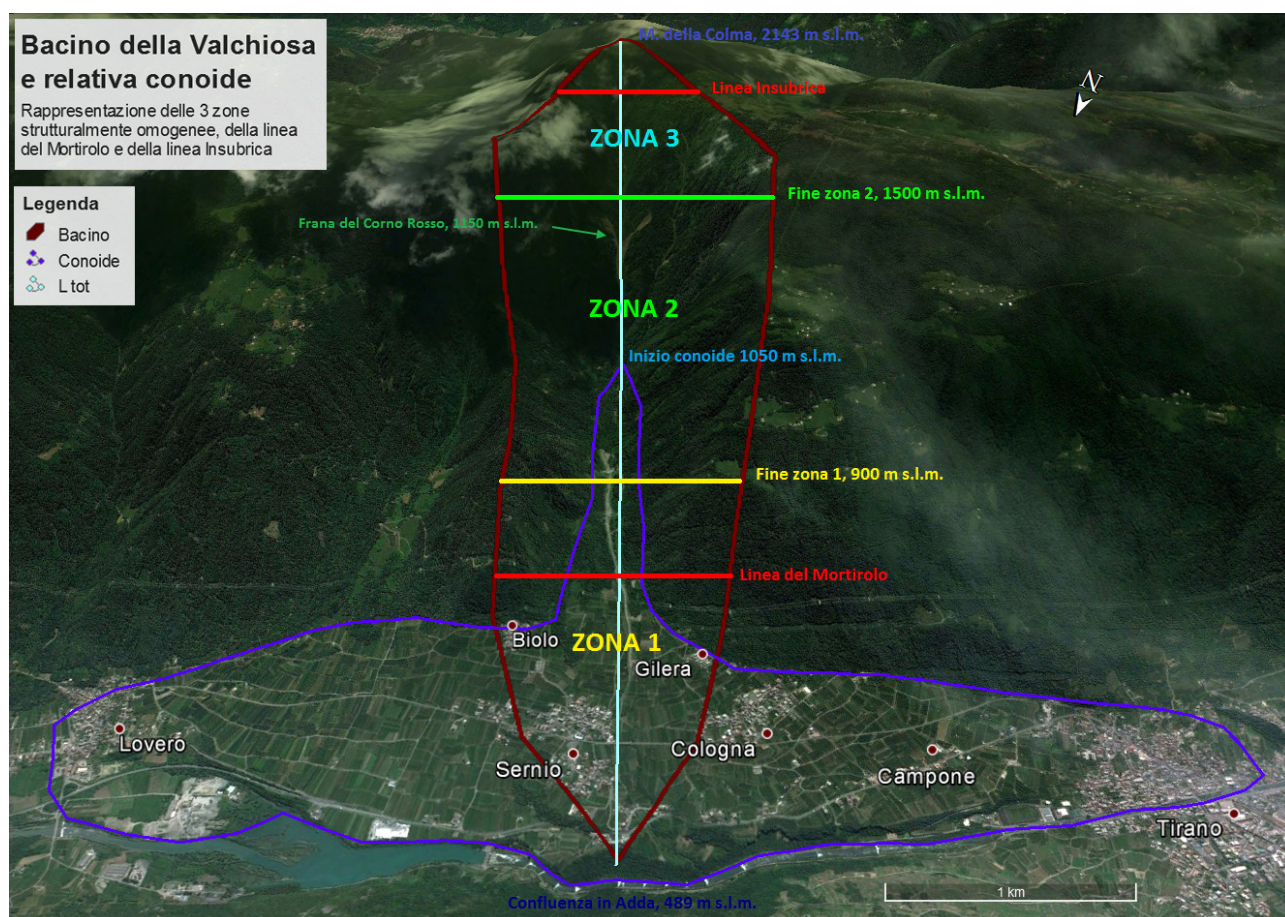 Bacino della Valchiosa
e relativa conoide
Rappresentazione delle 3 zone
strutturalmente omogenee, della linea
del Mortirolo e della linea Insubrica
Legenda
Bacino
Conoide
L tot
M. della Colma, 2143 m s.l.m.
N
Linea Insubrica
ZONA 3
Fine zona 2, 1500 m s.l.m.
Frana del Corno Rosso, 1150 m s.l.m.
ZONA 2
Inizio conoide 1050 m s.l.m.
Fine zona 1, 900 m s.l.m.
Linea del Mortirolo
Biolo
ZONA 1
Gilera
Lovero
Sernio
Cologna
Campone
Tirano
1 km
Confluenza in Adda, 489 m s.l.m.